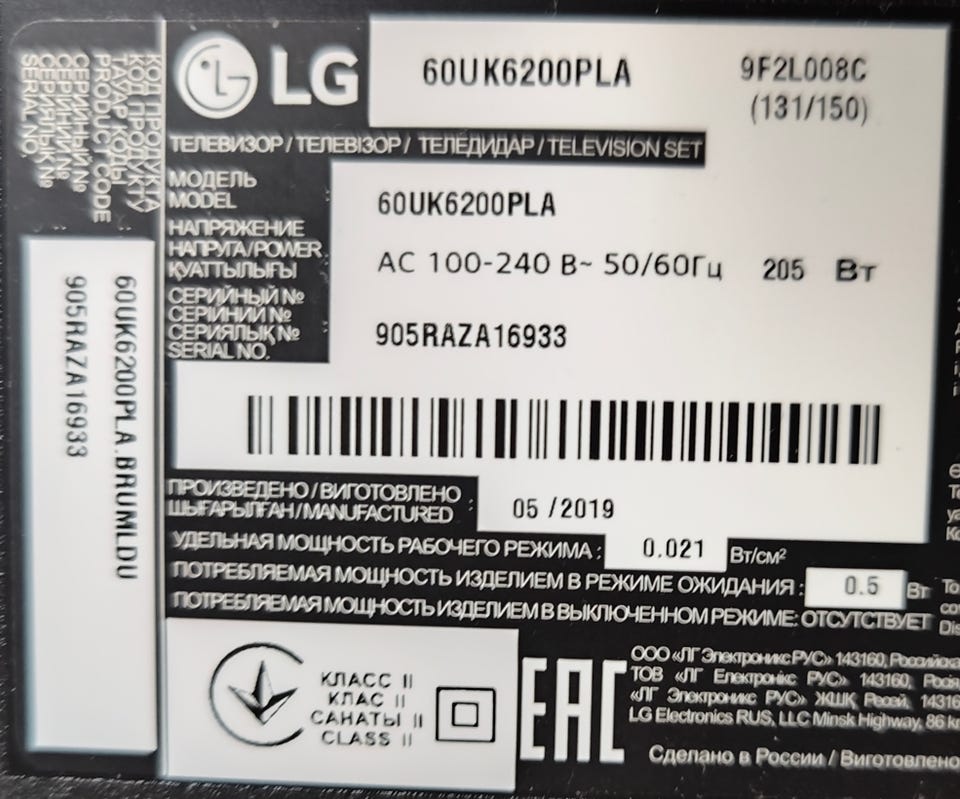 LG
60UK6200PLA
9F2L008C
(131/150)
ТЕЛЕВИЗОР / ТЕЛЕВІЗОР / ТЕЛЕДИДАР / TELEVISION SET
МОДЕЛЬ
MODEL
60UK6200PLA
НАПРЯЖЕНИЕ
НАПРУГА/POWER
ҚУАТТЫЛЫҒЫ
AC 100-240 В~ 50/60Гц 205 Вт
СЕРИЙНЫЙ №
СЕРІЙНИЙ №
СЕРИЯЛЫҚ №
SERIAL NO.
905RAZA16933
ПРОИЗВЕДЕНО / ВИГОТОВЛЕНО
ШЫҒАРЫЛҒАН / MANUFACTURED :
05 /2019
УДЕЛЬНАЯ МОЩНОСТЬ РАБОЧЕГО РЕЖИМА : 0.021 Вт/см²
ПОТРЕБЛЯЕМАЯ МОЩНОСТЬ ИЗДЕЛИЕМ В РЕЖИМЕ ОЖИДАНИЯ : 0.5 Вт
ПОТРЕБЛЯЕМАЯ МОЩНОСТЬ ИЗДЕЛИЕМ В ВЫКЛЮЧЕННОМ РЕЖИМЕ: ОТСУТСТВУЕТ
КЛАСС II
КЛАС II
САНАТЫ II
CLASS II
EAC
ООО «ЛГ Электроникс РУС» 143160,
ТОВ «ЛГ Електронікс РУС» 143160,
«ЛГ Электроникс РУС» ЖШҚ Ресей,
LG Electronics RUS, LLC Minsk Highway, 86
Сделано в России / Виготовлено
КОД ПРОДУКТА
КОД ПРОДУКТУ
ТАУАР КОДЫ
PRODUCT CODE
СЕРИЙНЫЙ №
СЕРІЙНИЙ №
СЕРИЯЛЫҚ №
SERIAL NO.
60UK6200PLA.BRUMLDU
905RAZA16933